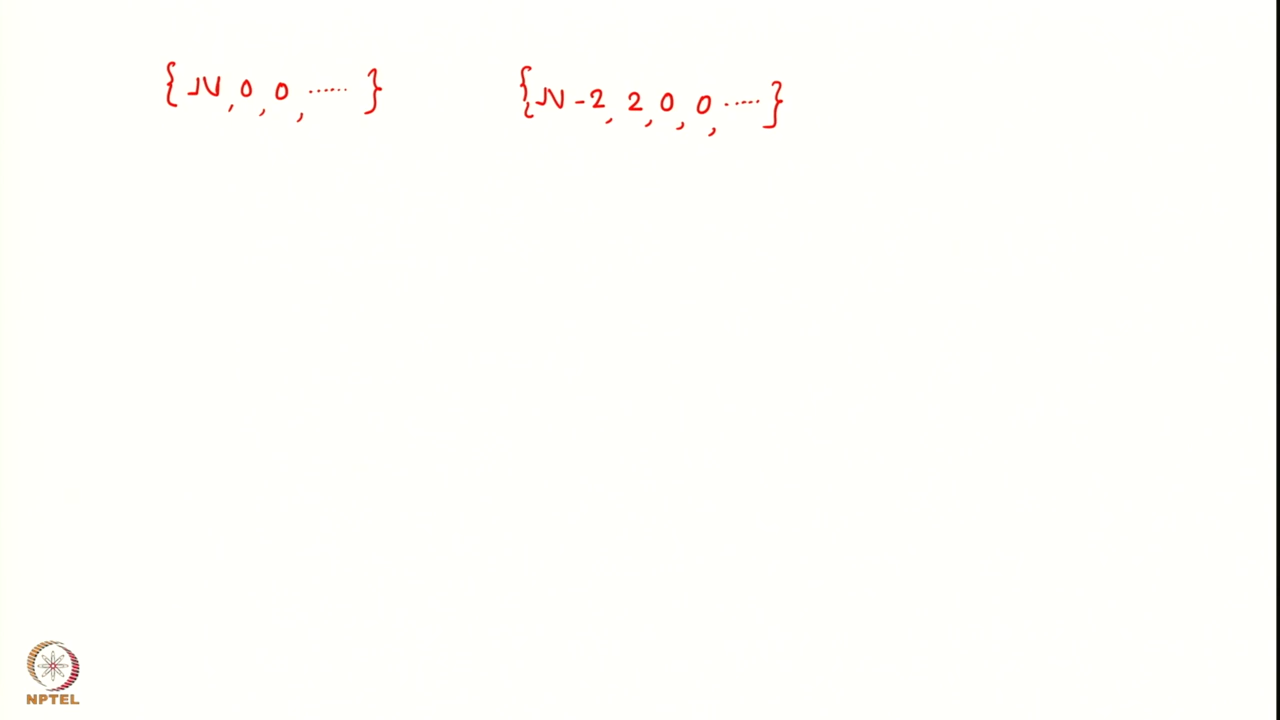 { N, 0, 0, ...... } { N-2, 2, 0, 0, ..... }
NPTEL